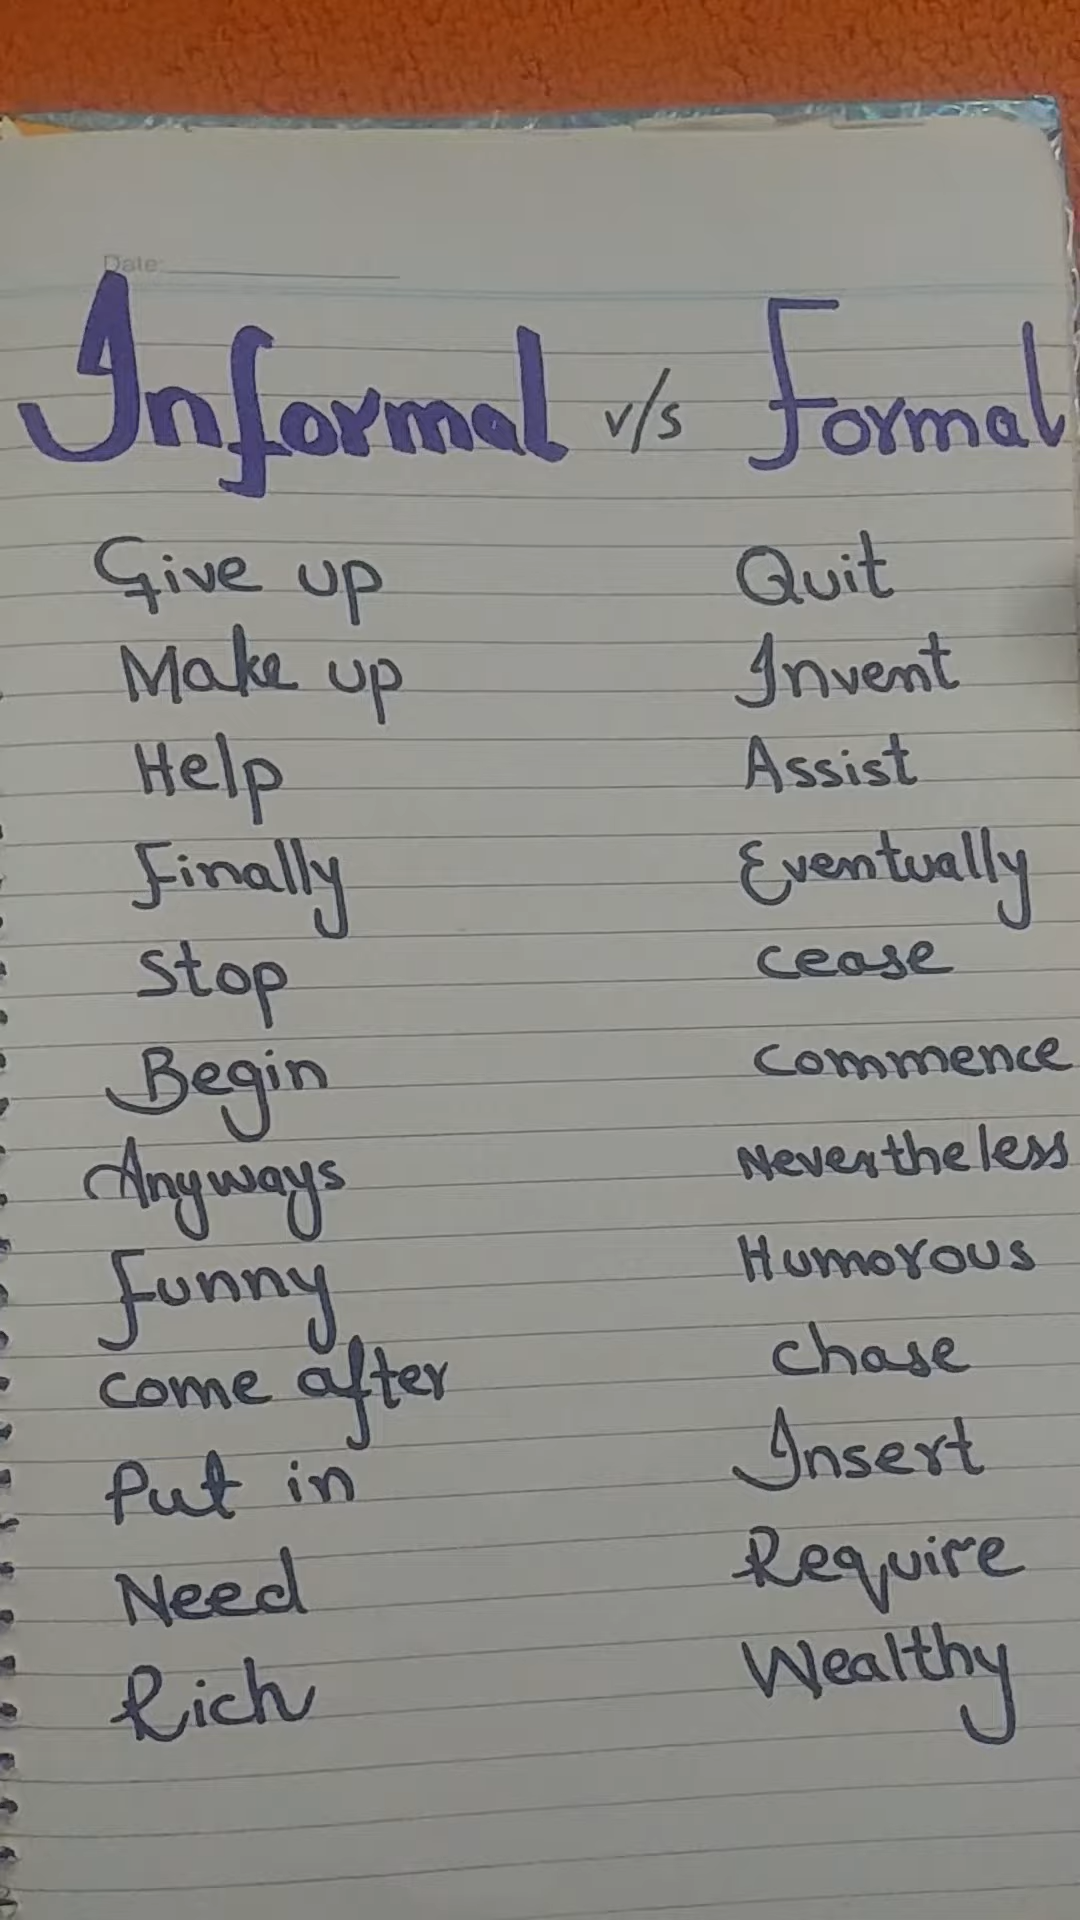 Date:
Informal v/s Formal
Give up Quit
Make up Invent
Help Assist
Finally Eventually
Stop cease
Begin commence
Anyways Nevertheless
Funny Humorous
come after chase
Put in Insert
Need Require
Rich Wealthy